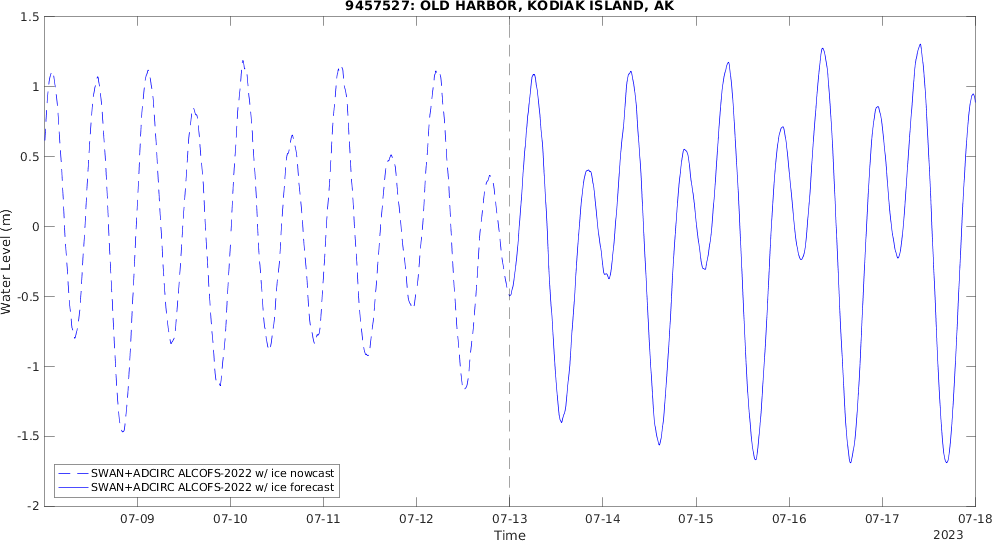 9457527: OLD HARBOR, KODIAK ISLAND, AK
1.5
1
0.5
0
-0.5
-1
-1.5
-2
Water Level (m)
SWAN+ADCIRC ALCOFS-2022 w/ ice nowcast
SWAN+ADCIRC ALCOFS-2022 w/ ice forecast
07-09 07-10 07-11 07-12 07-13 07-14 07-15 07-16 07-17 07-18
Time
2023